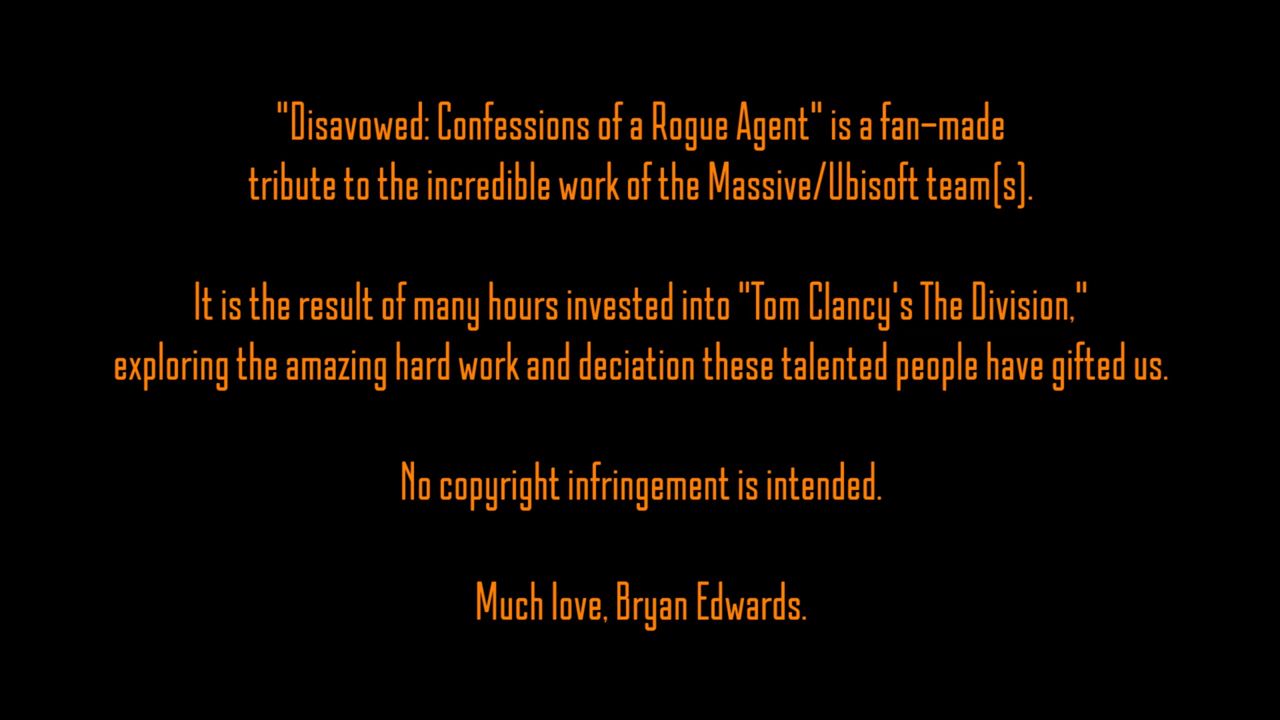 "Disavowed: Confessions of a Rogue Agent" is a fan-made
tribute to the incredible work of the Massive/Ubisoft team(s).
It is the result of many hours invested into "Tom Clancy's The Division,"
exploring the amazing hard work and deciation these talented people have gifted us.
No copyright infringement is intended.
Much love, Bryan Edwards.